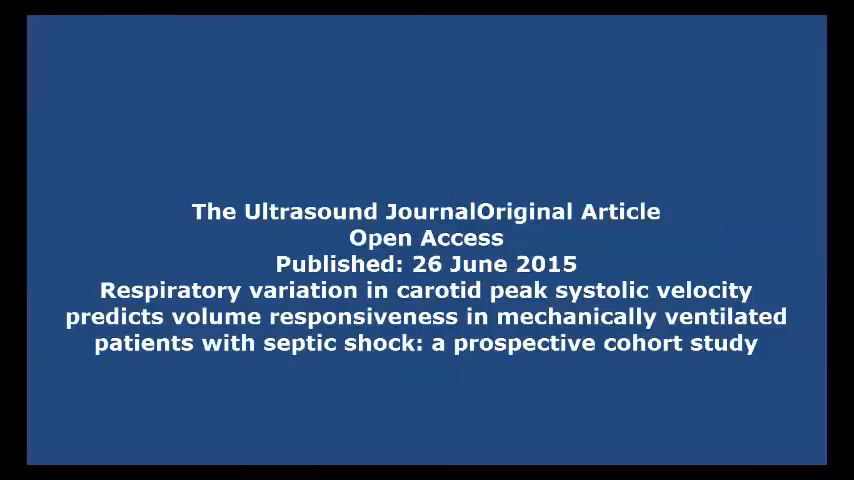 The Ultrasound JournalOriginal Article
Open Access
Published: 26 June 2015
Respiratory variation in carotid peak systolic velocity
predicts volume responsiveness in mechanically ventilated
patients with septic shock: a prospective cohort study